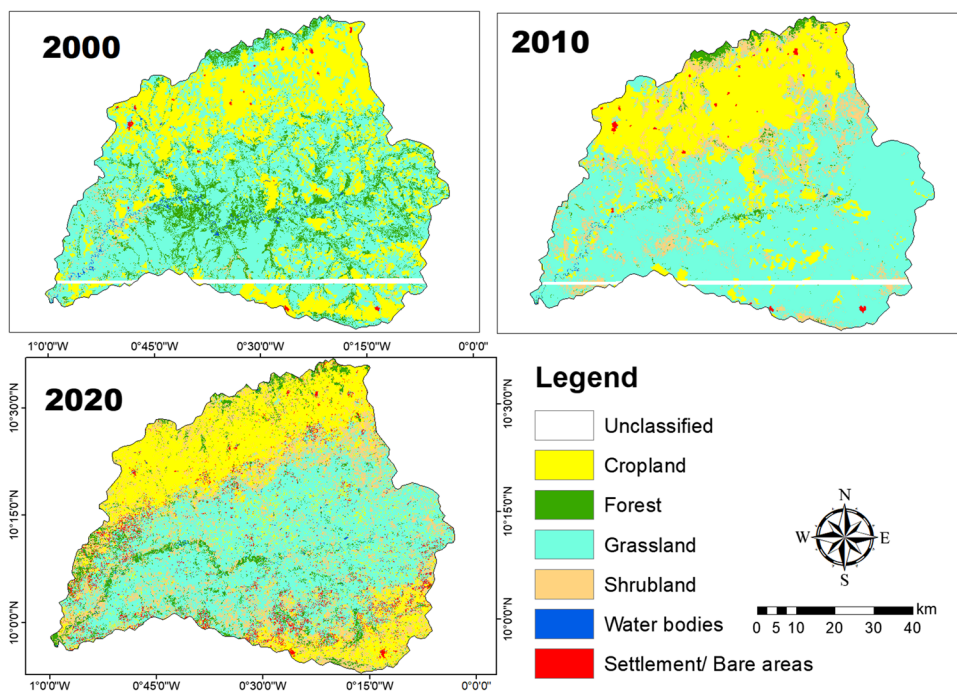 2000
2010
1°0'0"W 0°45'0"W 0°30'0"W 0°15'0"W 0°0'0"
2020
10°30'0"N
10°15'0"N
10°0'0"N
10°30'0"N
10°15'0"N
10°0'0"N
1°0'0"W 0°45'0"W 0°30'0"W 0°15'0"W 0°0'0"
Legend
Unclassified
Cropland
Forest
Grassland
Shrubland
Water bodies
Settlement/ Bare areas
N
W E
S
km
0 5 10 20 30 40